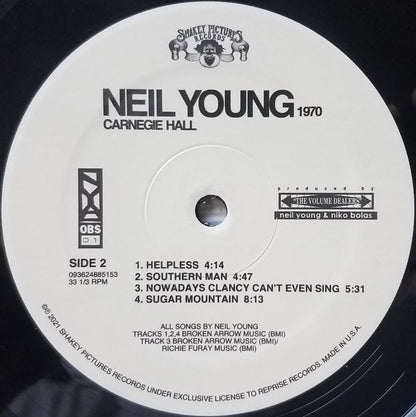 SHAKEY PICTURES
RECORDS
NEIL YOUNG 1970
CARNEGIE HALL
OBS
01
produced by
"THE VOLUME DEALERS"
neil young & niko bolas
SIDE 2
093624885153
33 1/3 RPM
1. HELPLESS 4:14
2. SOUTHERN MAN 4:47
3. NOWADAYS CLANCY CAN'T EVEN SING 5:31
4. SUGAR MOUNTAIN 8:13
ALL SONGS BY NEIL YOUNG
TRACKS 1,2,4 BROKEN ARROW MUSIC (BMI)
TRACK 3 BROKEN ARROW MUSIC (BMI)/
RICHIE FURAY MUSIC (BMI)
℗© 2021 SHAKEY PICTURES RECORDS UNDER EXCLUSIVE LICENSE TO REPRISE RECORDS. MADE IN U.S.A.